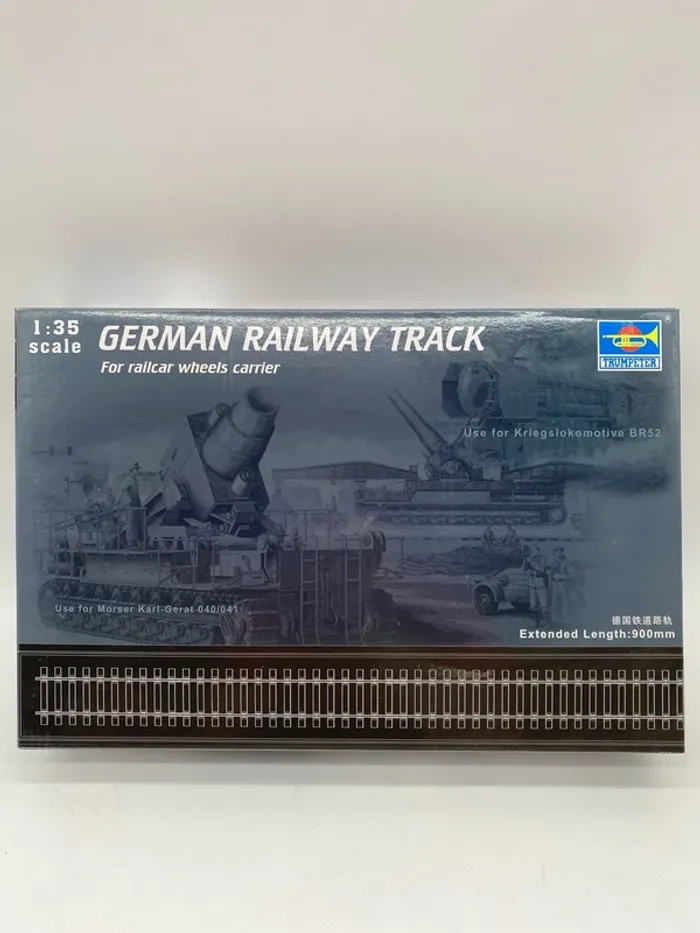 1:35
scale
GERMAN RAILWAY TRACK
For railcar wheels carrier
TRUMPETER
®
Use for Kriegslokomotive BR52
Use for Morser Karl-Gerat 040/041
德国铁道路轨
Extended Length:900mm